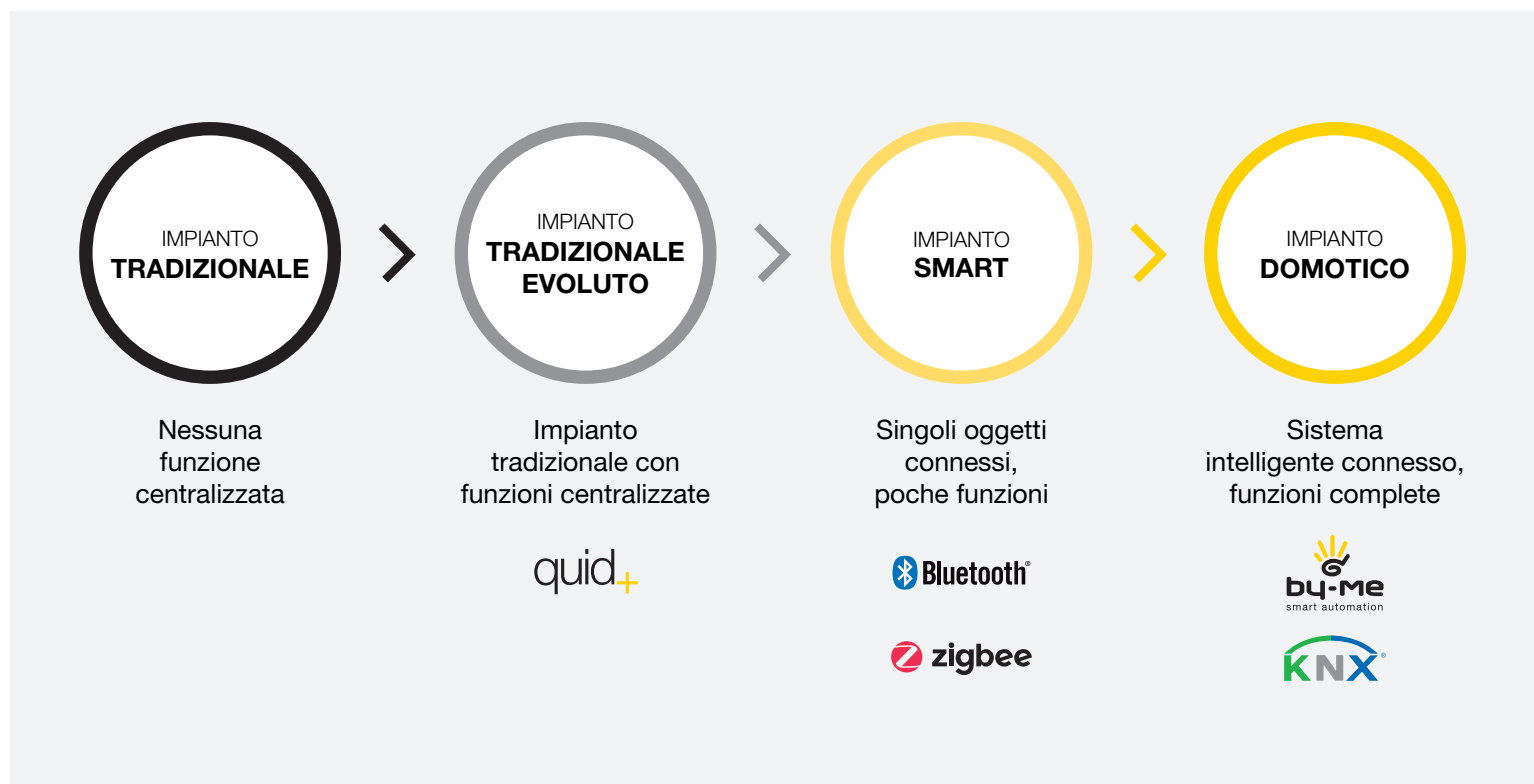 IMPIANTO
TRADIZIONALE
Nessuna
funzione
centralizzata
IMPIANTO
TRADIZIONALE
EVOLUTO
Impianto
tradizionale con
funzioni centralizzate
quid+
IMPIANTO
SMART
Singoli oggetti
connessi,
poche funzioni
Bluetooth®
zigbee
IMPIANTO
DOMOTICO
Sistema
intelligente connesso,
funzioni complete
by-me
smart automation
KNX®